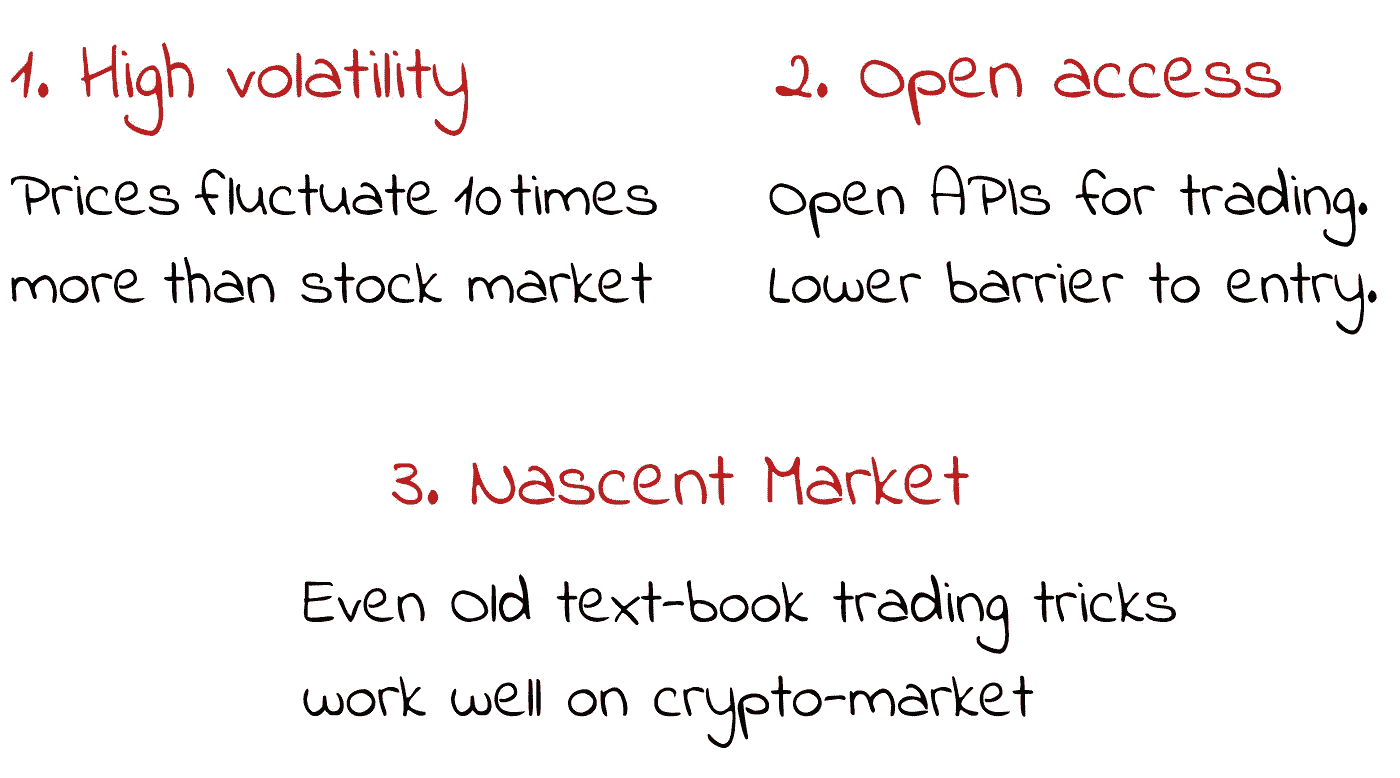 1. High volatility
Prices fluctuate 10 times
more than stock market
2. Open access
Open APIs for trading.
Lower barrier to entry.
3. Nascent Market
Even old text-book trading tricks
work well on crypto-market